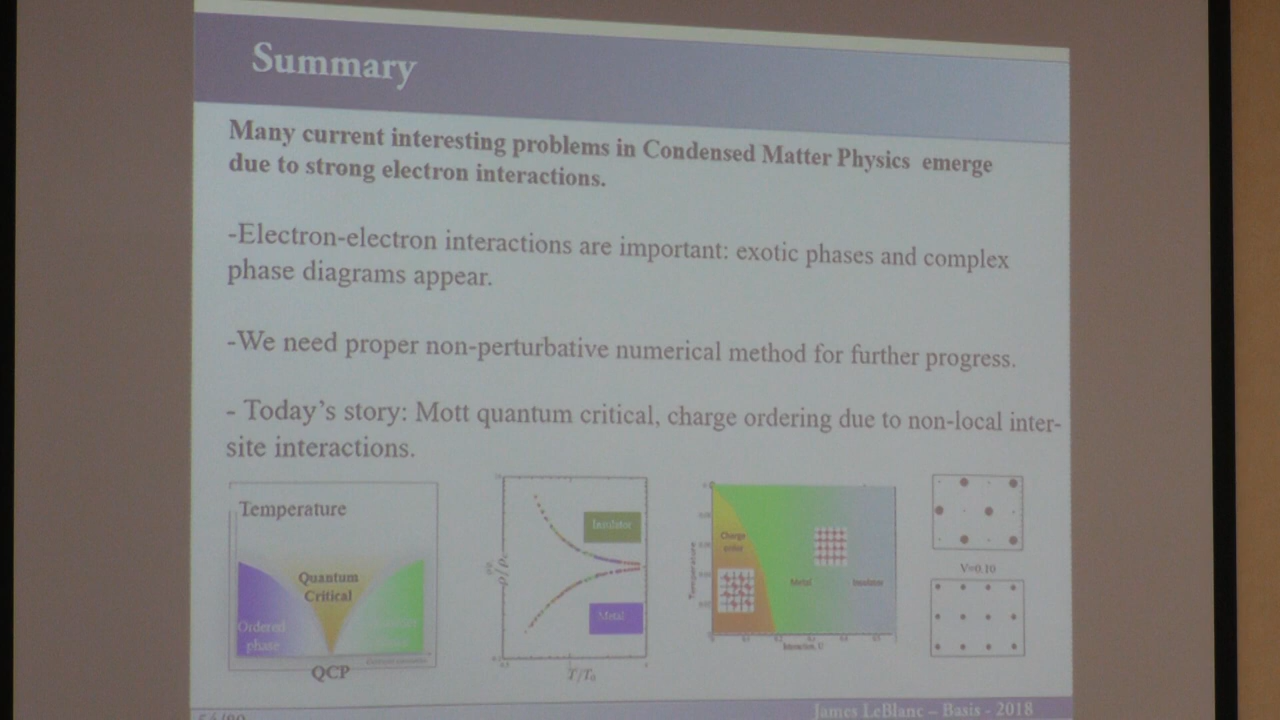 Summary
Many current interesting problems in Condensed Matter Physics emerge
due to strong electron interactions.
-Electron-electron interactions are important: exotic phases and complex
phase diagrams appear.
-We need proper non-perturbative numerical method for further progress.
- Today's story: Mott quantum critical, charge ordering due to non-local inter-
site interactions.
Temperature
Quantum
Critical
Ordered
phase
QCP
Insulator
Metal
T/T₀
Temperature
Charge
order
Metal
Insulator
Interaction, U
V=0.10
James LeBlanc – Basis - 2018